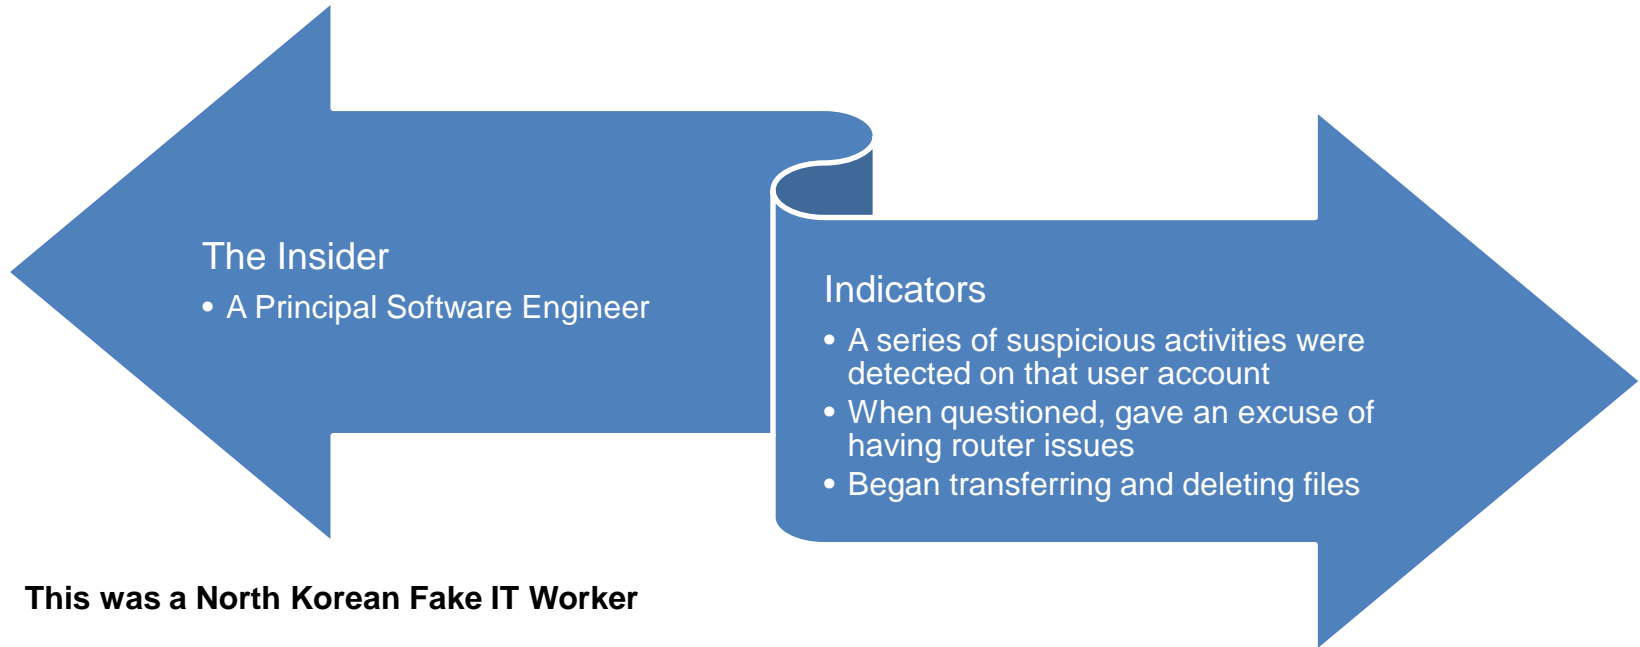 The Insider
• A Principal Software Engineer
Indicators
• A series of suspicious activities were
detected on that user account
• When questioned, gave an excuse of
having router issues
• Began transferring and deleting files
This was a North Korean Fake IT Worker